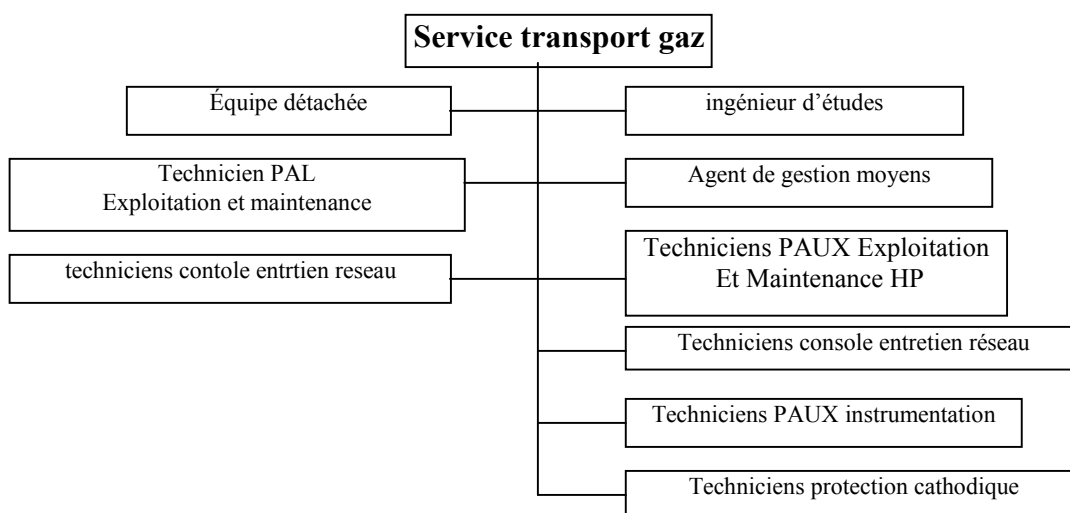 Service transport gaz
Équipe détachée
ingénieur d'études
Technicien PAL
Exploitation et maintenance
Agent de gestion moyens
techniciens contole entrtien reseau
Techniciens PAUX Exploitation
Et Maintenance HP
Techniciens console entretien réseau
Techniciens PAUX instrumentation
Techniciens protection cathodique